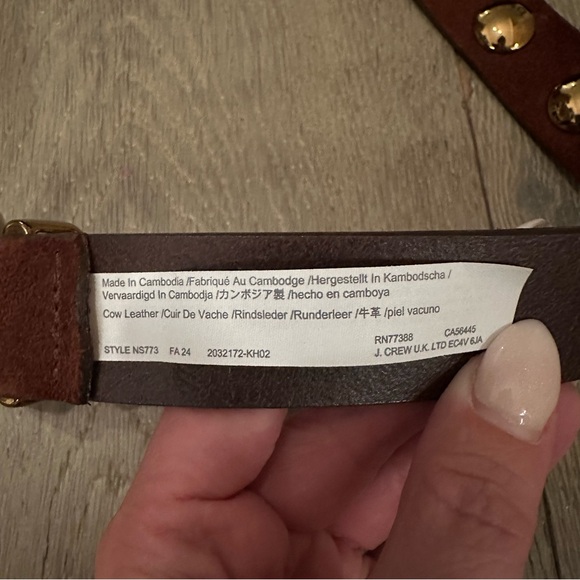 Made In Cambodia /Fabriqué Au Cambodge /Hergestellt In Kambodscha /
Vervaardigd In Cambodja /カンボジア製 /hecho en camboya
Cow Leather /Cuir De Vache /Rindsleder /Runderleer /牛革 /piel vacuno
RN77388 CA56445
STYLE NS773 FA 24 2032172-KH02 J. CREW U.K. LTD EC4V 6JA